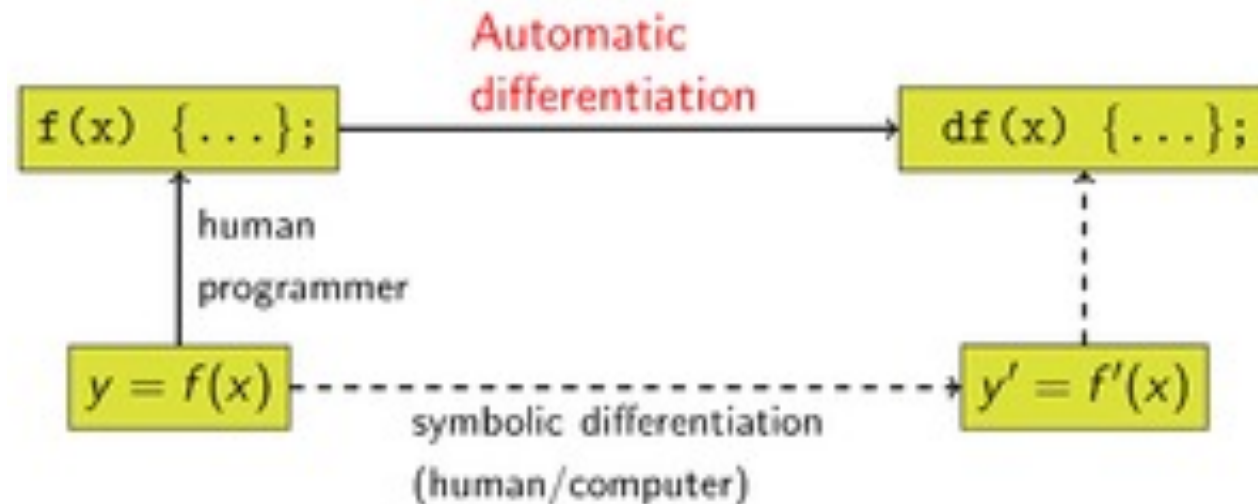 Automatic
differentiation
f(x) {...};
df(x) {...};
human
programmer
y = f(x)
y' = f'(x)
symbolic differentiation
(human/computer)